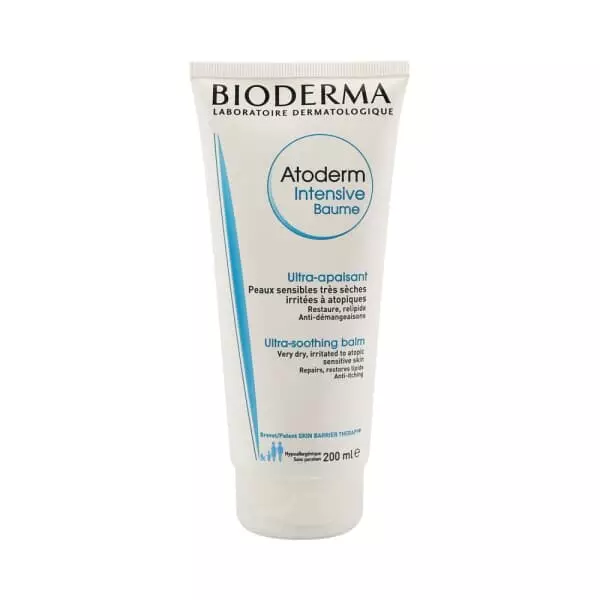 BIODERMA
LABORATOIRE DERMATOLOGIQUE
Atoderm
Intensive
Baume
Ultra-apaisant
Peaux sensibles très sèches
irritées à atopiques
Restaure, relipide
Anti-démangeaisons
Ultra-soothing balm
Very dry, irritated to atopic
sensitive skin
Repairs, restores lipids
Anti-itching
Brevet/Patent SKIN BARRIER THERAPY®
Hypoallergénique
Sans paraben
200 ml e